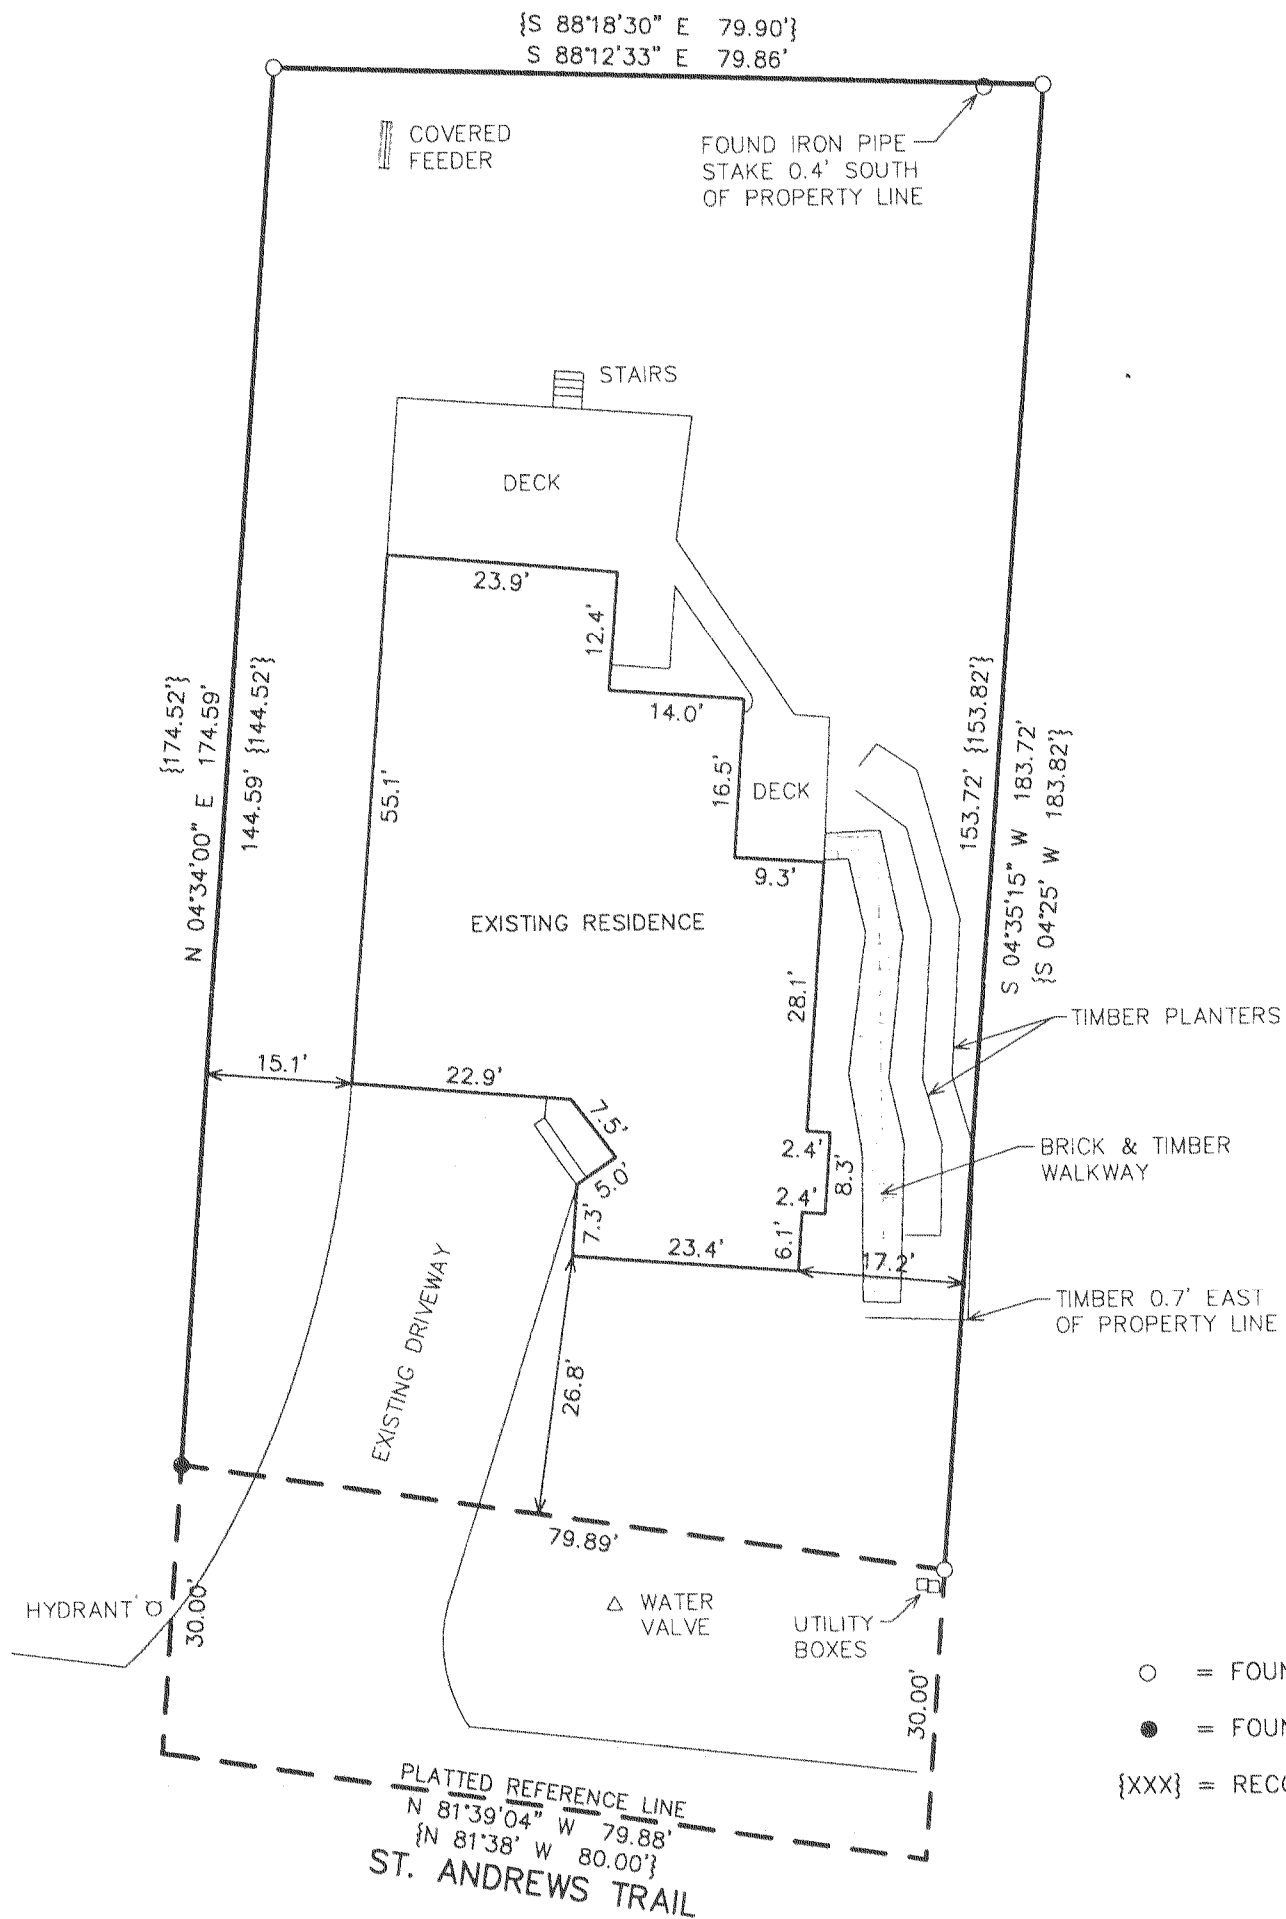 {S 88°18'30" E 79.90'}
S 88°12'33" E 79.86'
COVERED
FEEDER
FOUND IRON PIPE
STAKE 0.4' SOUTH
OF PROPERTY LINE
STAIRS
DECK
23.9'
12.4'
14.0'
16.5'
DECK
9.3'
55.1'
{174.52'}
N 04°34'00" E 174.59'
144.59' {144.52'}
153.72' {153.82'}
S 04°35'15" W 183.72'
{S 04°25' W 183.82'}
EXISTING RESIDENCE
28.1'
TIMBER PLANTERS
15.1'
22.9'
7.5'
5.0'
7.3'
2.4'
8.3'
2.4'
6.1'
BRICK & TIMBER
WALKWAY
23.4'
17.2'
TIMBER 0.7' EAST
OF PROPERTY LINE
EXISTING DRIVEWAY
26.8'
79.89'
HYDRANT
30.00'
WATER
VALVE
UTILITY
BOXES
30.00'
= FOUN
= FOUN
{XXX} = REC
PLATTED REFERENCE LINE
N 81°39'04" W 79.88'
{N 81°38' W 80.00'}
ST. ANDREWS TRAIL